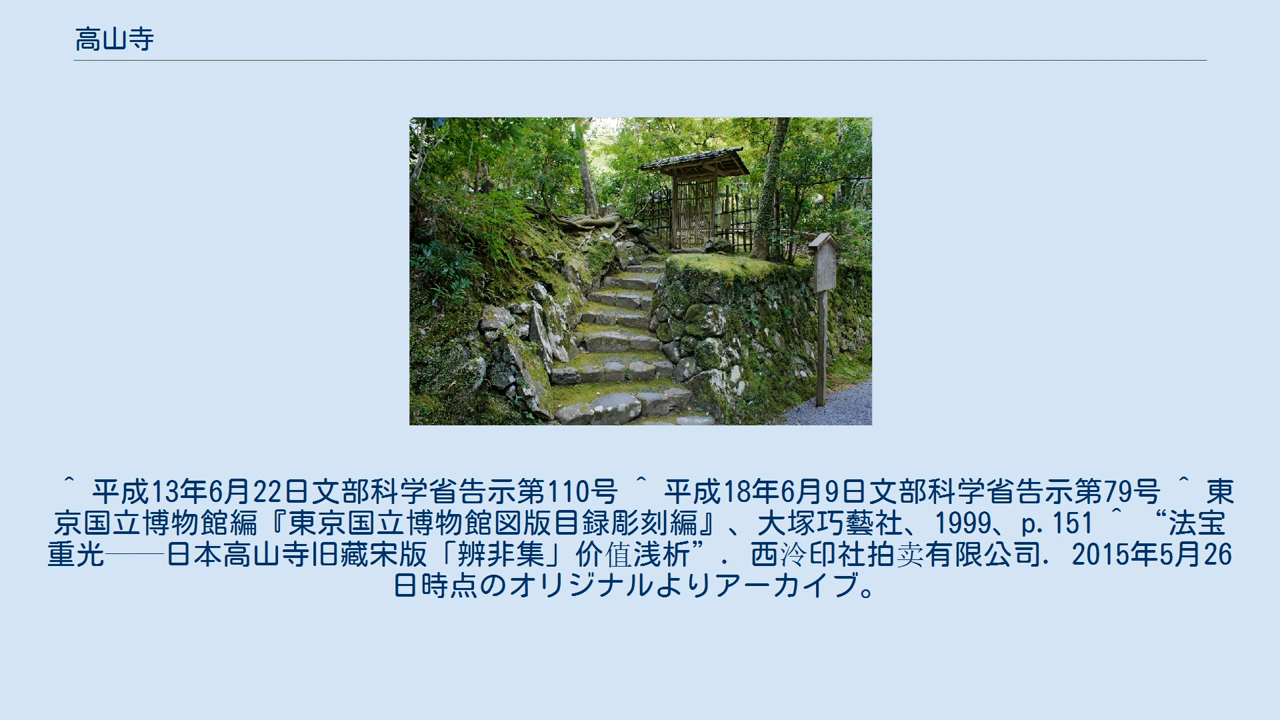 高山寺
＾ 平成13年6月22日文部科学省告示第110号 ＾ 平成18年6月9日文部科学省告示第79号 ＾ 東
京国立博物館編『東京国立博物館図版目録彫刻編』、大塚巧藝社、1999、p.151 ＾ “法宝
重光——日本高山寺旧藏宋版「辨非集」价值浅析”. 西泠印社拍卖有限公司. 2015年5月26
日時点のオリジナルよりアーカイブ。